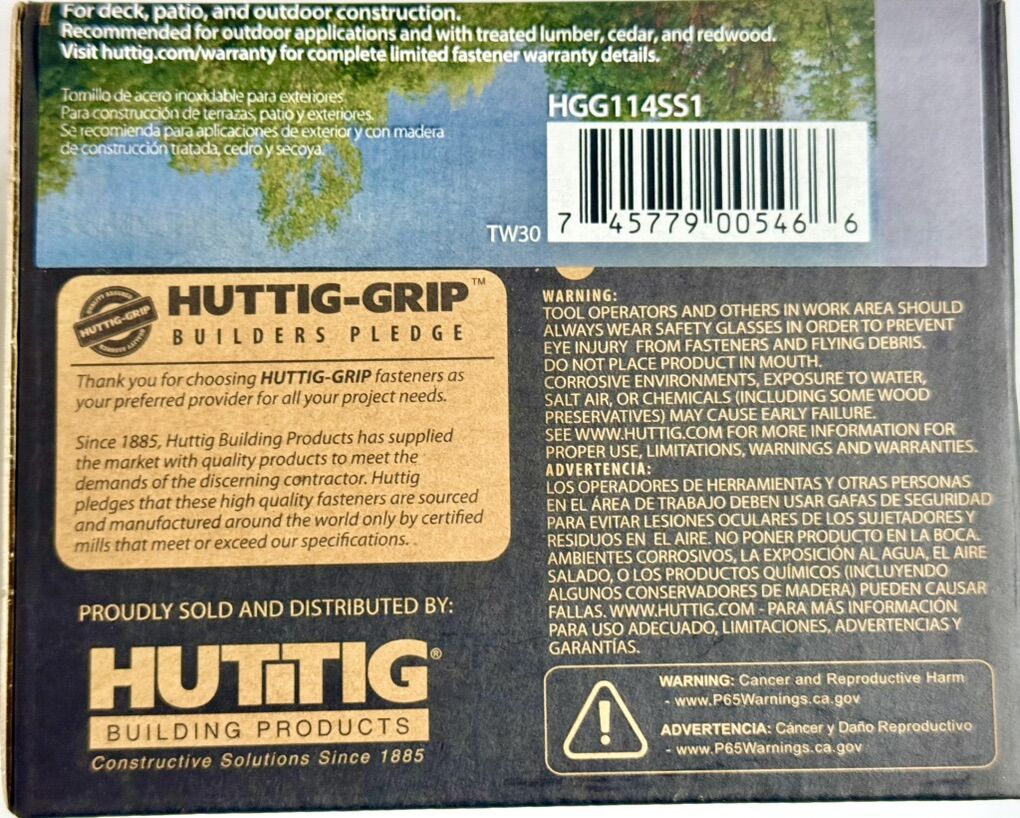 For deck, patio, and outdoor construction.
Recommended for outdoor applications and with treated lumber, cedar, and redwood.
Visit huttig.com/warranty for complete limited fastener warranty details.
Tornillo de acero inoxidable para exteriores
Para construcción de terrazas, patio y exteriores.
Se recomienda para aplicaciones de exterior y con madera
de construcción tratada, cedro y secoya.
HGG114SS1
TW30
7 45779 00546 6
QUALITY ASSURED
HUTTIG-GRIP
QUALITY ASSURED
HUTTIG-GRIP™
BUILDERS PLEDGE
Thank you for choosing HUTTIG-GRIP fasteners as
your preferred provider for all your project needs.
Since 1885, Huttig Building Products has supplied
the market with quality products to meet the
demands of the discerning contractor. Huttig
pledges that these high quality fasteners are sourced
and manufactured around the world only by certified
mills that meet or exceed our specifications.
PROUDLY SOLD AND DISTRIBUTED BY:
HUTTIG®
BUILDING PRODUCTS
Constructive Solutions Since 1885
WARNING:
TOOL OPERATORS AND OTHERS IN WORK AREA SHOULD
ALWAYS WEAR SAFETY GLASSES IN ORDER TO PREVENT
EYE INJURY FROM FASTENERS AND FLYING DEBRIS.
DO NOT PLACE PRODUCT IN MOUTH.
CORROSIVE ENVIRONMENTS, EXPOSURE TO WATER,
SALT AIR, OR CHEMICALS (INCLUDING SOME WOOD
PRESERVATIVES) MAY CAUSE EARLY FAILURE.
SEE WWW.HUTTIG.COM FOR MORE INFORMATION FOR
PROPER USE, LIMITATIONS, WARNINGS AND WARRANTIES.
ADVERTENCIA:
LOS OPERADORES DE HERRAMIENTAS Y OTRAS PERSONAS
EN EL ÁREA DE TRABAJO DEBEN USAR GAFAS DE SEGURIDAD
PARA EVITAR LESIONES OCULARES DE LOS SUJETADORES Y
RESIDUOS EN EL AIRE. NO PONER PRODUCTO EN LA BOCA.
AMBIENTES CORROSIVOS, LA EXPOSICIÓN AL AGUA, EL AIRE
SALADO, O LOS PRODUCTOS QUÍMICOS (INCLUYENDO
ALGUNOS CONSERVADORES DE MADERA) PUEDEN CAUSAR
FALLAS. WWW.HUTTIG.COM - PARA MÁS INFORMACIÓN
PARA USO ADECUADO, LIMITACIONES, ADVERTENCIAS Y
GARANTÍAS.
WARNING: Cancer and Reproductive Harm
- www.P65Warnings.ca.gov
ADVERTENCIA: Cáncer y Daño Reproductivo
- www.P65Warnings.ca.gov